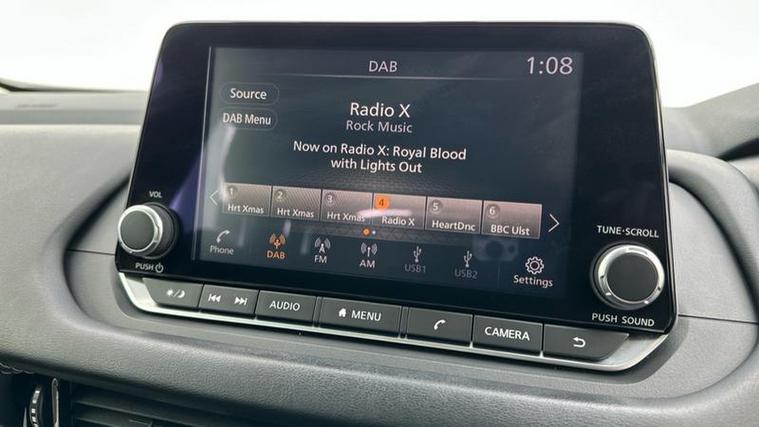 DAB
1:08
Source
DAB Menu
Radio X
Rock Music
Now on Radio X: Royal Blood
with Lights Out
1
Hrt Xmas
2
Hrt Xmas
3
Hrt Xmas
4
Radio X
5
HeartDnc
6
BBC Ulst
Phone
DAB
FM
AM
USB1
USB2
Settings
VOL
PUSH
TUNE·SCROLL
PUSH SOUND
AUDIO
MENU
CAMERA